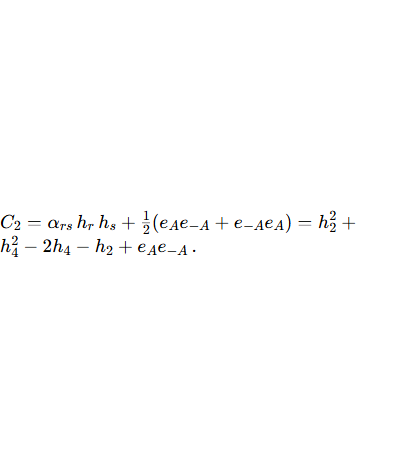 C₂ = α_{rs} h_r h_s + ½(e_A e_{−A} + e_{−A} e_A) = h₂² +
h₄² − 2h₄ − h₂ + e_A e_{−A} .